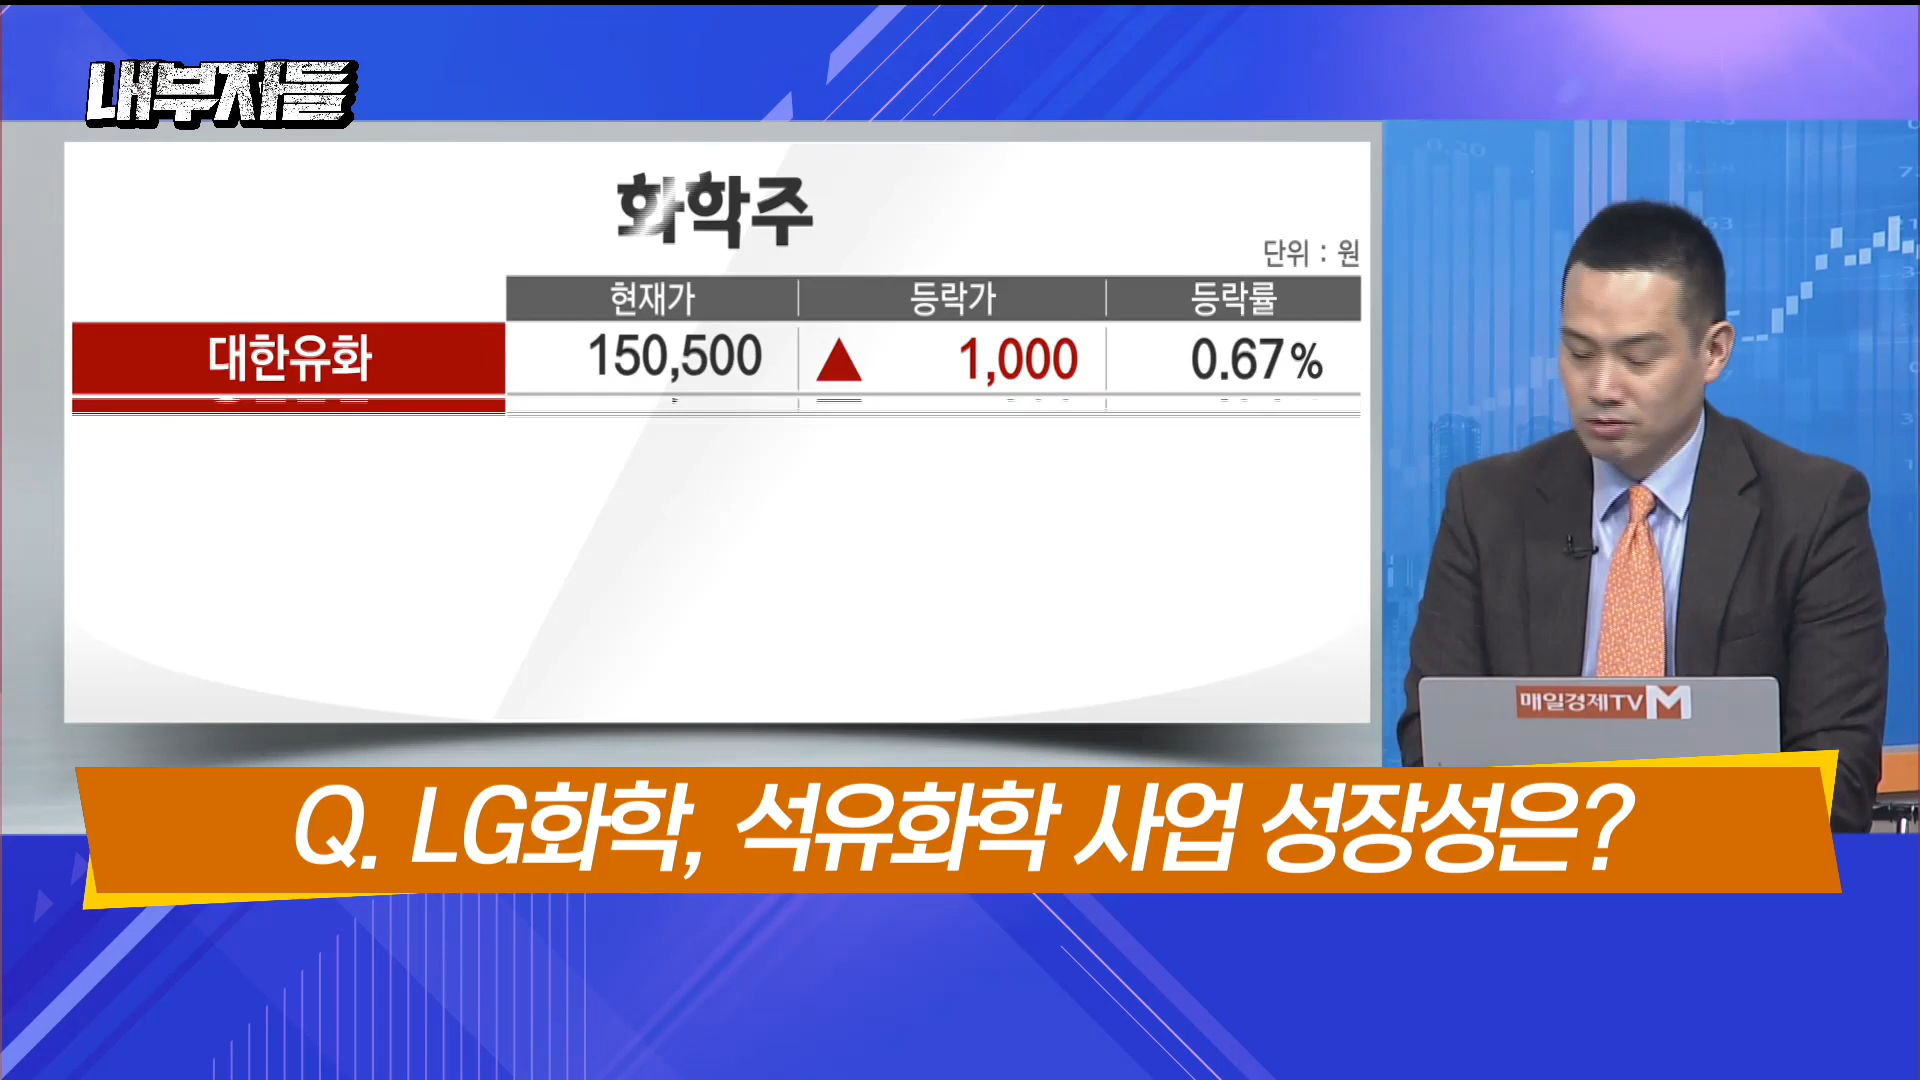 내부자들
화학주
단위 : 원
현재가 등락가 등락률
대한유화 150,500 ▲ 1,000 0.67%
매일경제TV M
Q. LG화학, 석유화학 사업 성장성은?